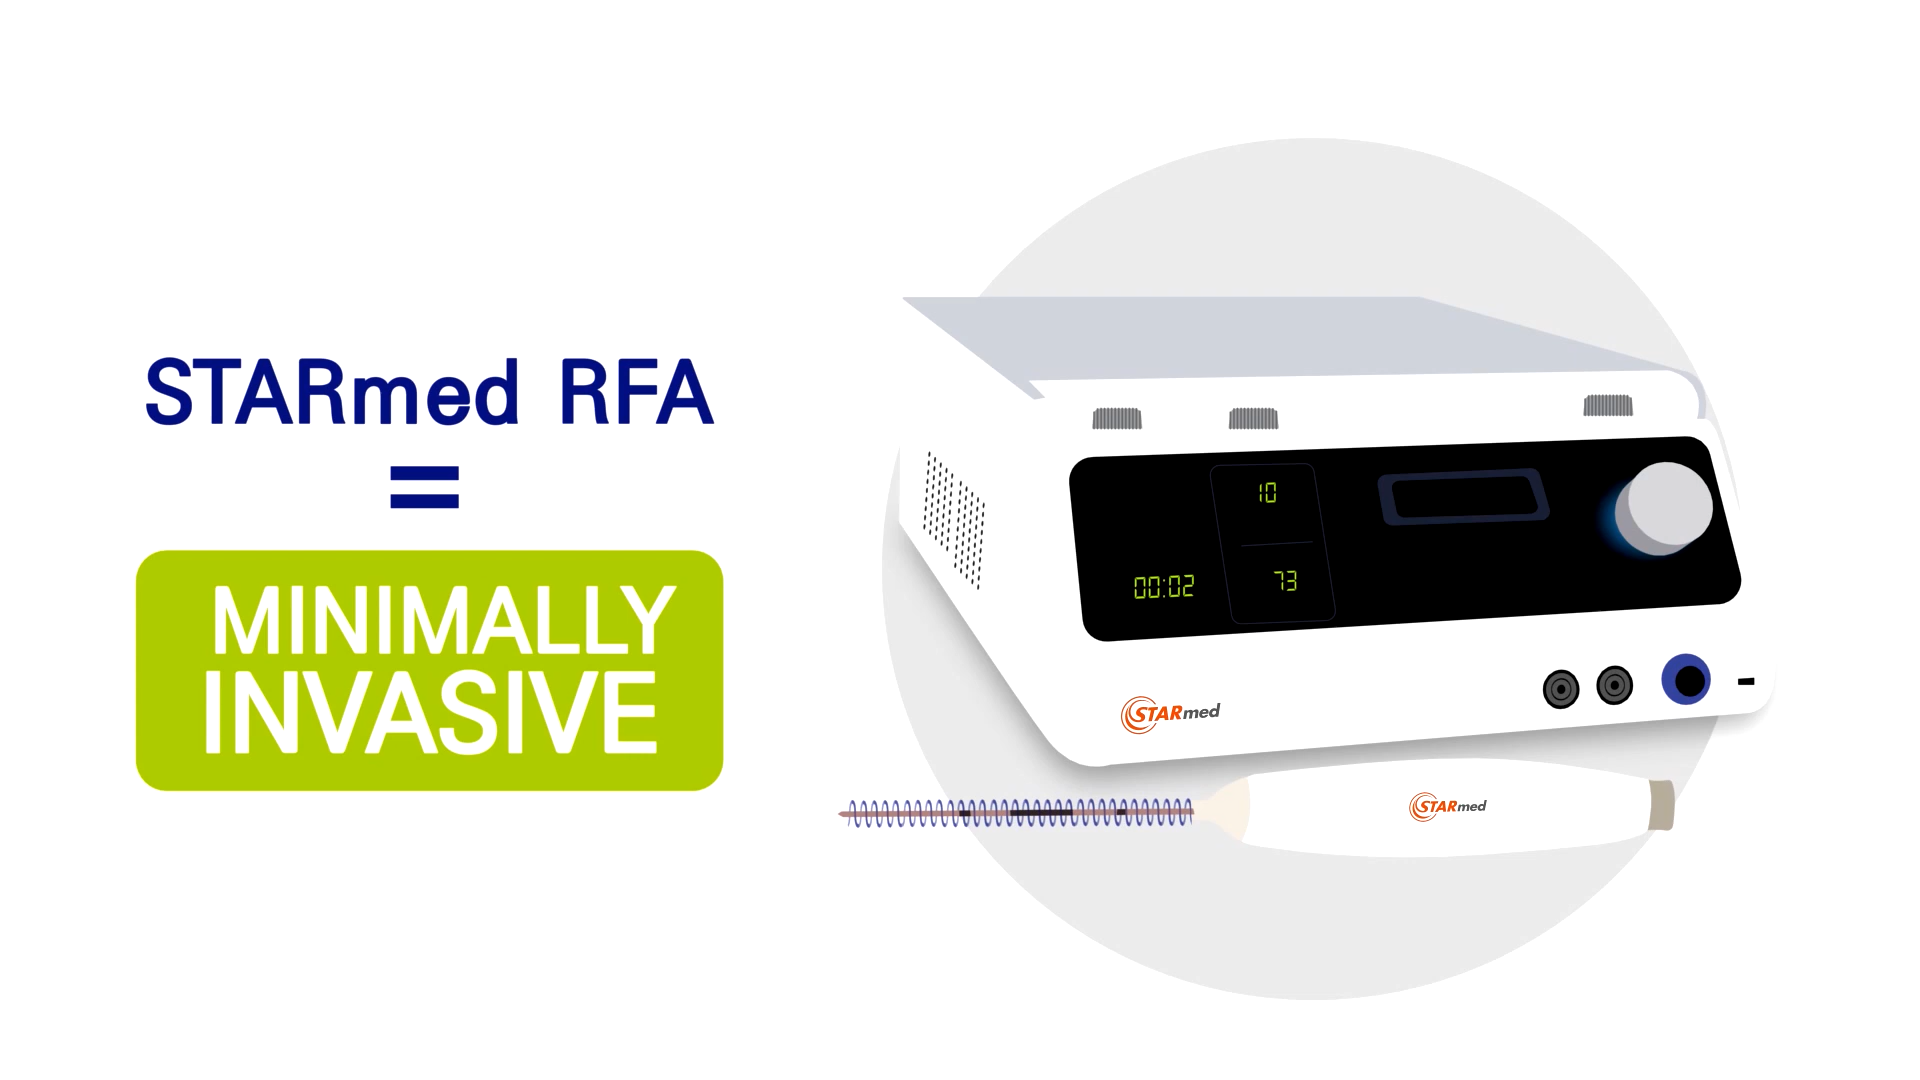 STARmed RFA
=
MINIMALLY
INVASIVE
10
00:02
73
STARmed
STARmed